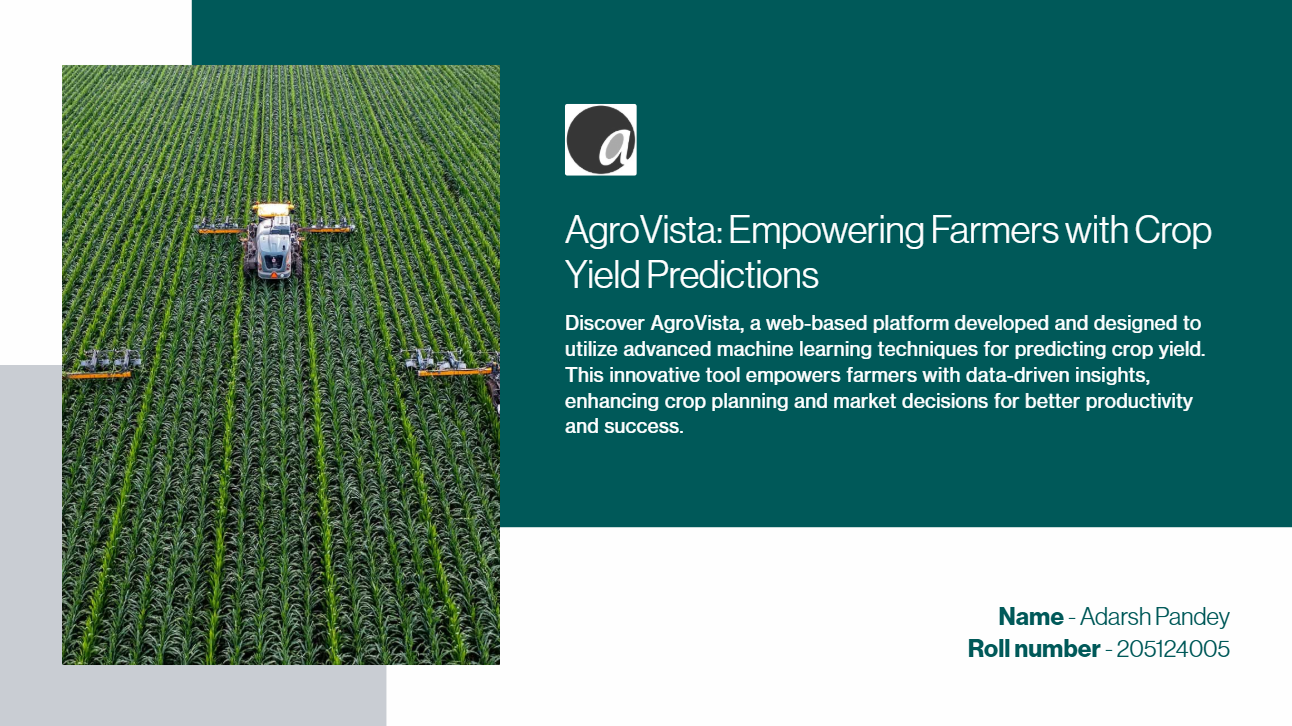 a
AgroVista: Empowering Farmers with Crop
Yield Predictions
Discover AgroVista, a web-based platform developed and designed to
utilize advanced machine learning techniques for predicting crop yield.
This innovative tool empowers farmers with data-driven insights,
enhancing crop planning and market decisions for better productivity
and success.
Name - Adarsh Pandey
Roll number - 205124005